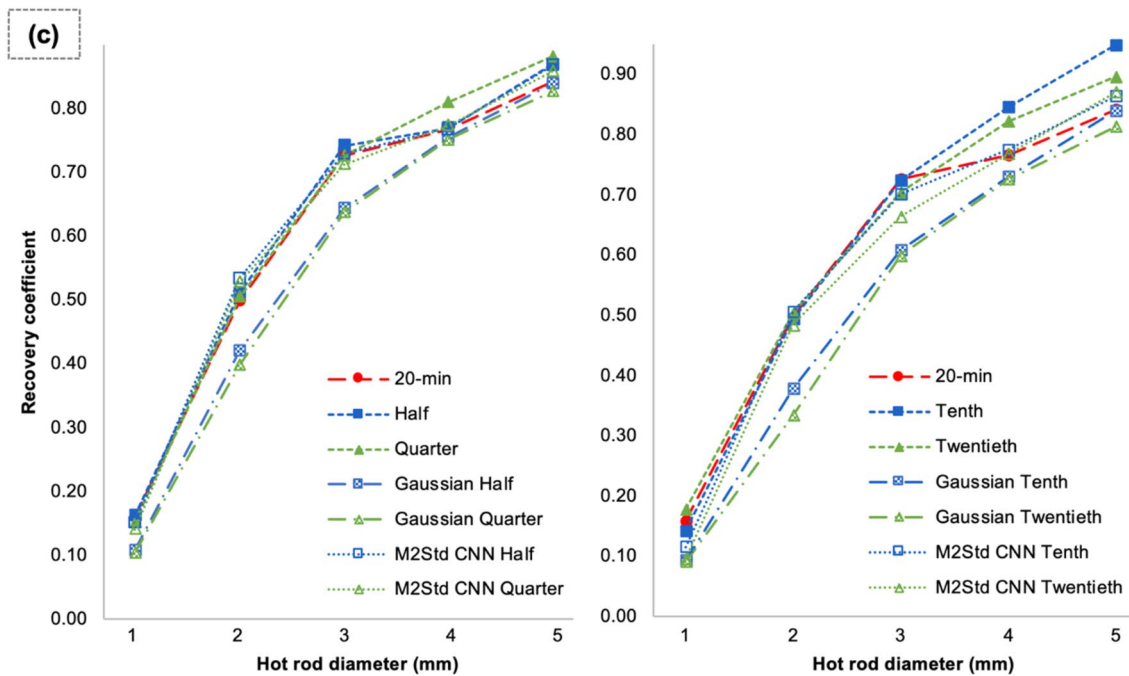 (c)
Recovery coefficient
0.80
0.70
0.60
0.50
0.40
0.30
0.20
0.10
0.00
20-min
Half
Quarter
Gaussian Half
Gaussian Quarter
M2Std CNN Half
M2Std CNN Quarter
1 2 3 4 5
Hot rod diameter (mm)
0.90
0.80
0.70
0.60
0.50
0.40
0.30
0.20
0.10
0.00
20-min
Tenth
Twentieth
Gaussian Tenth
Gaussian Twentieth
M2Std CNN Tenth
M2Std CNN Twentieth
1 2 3 4 5
Hot rod diameter (mm)